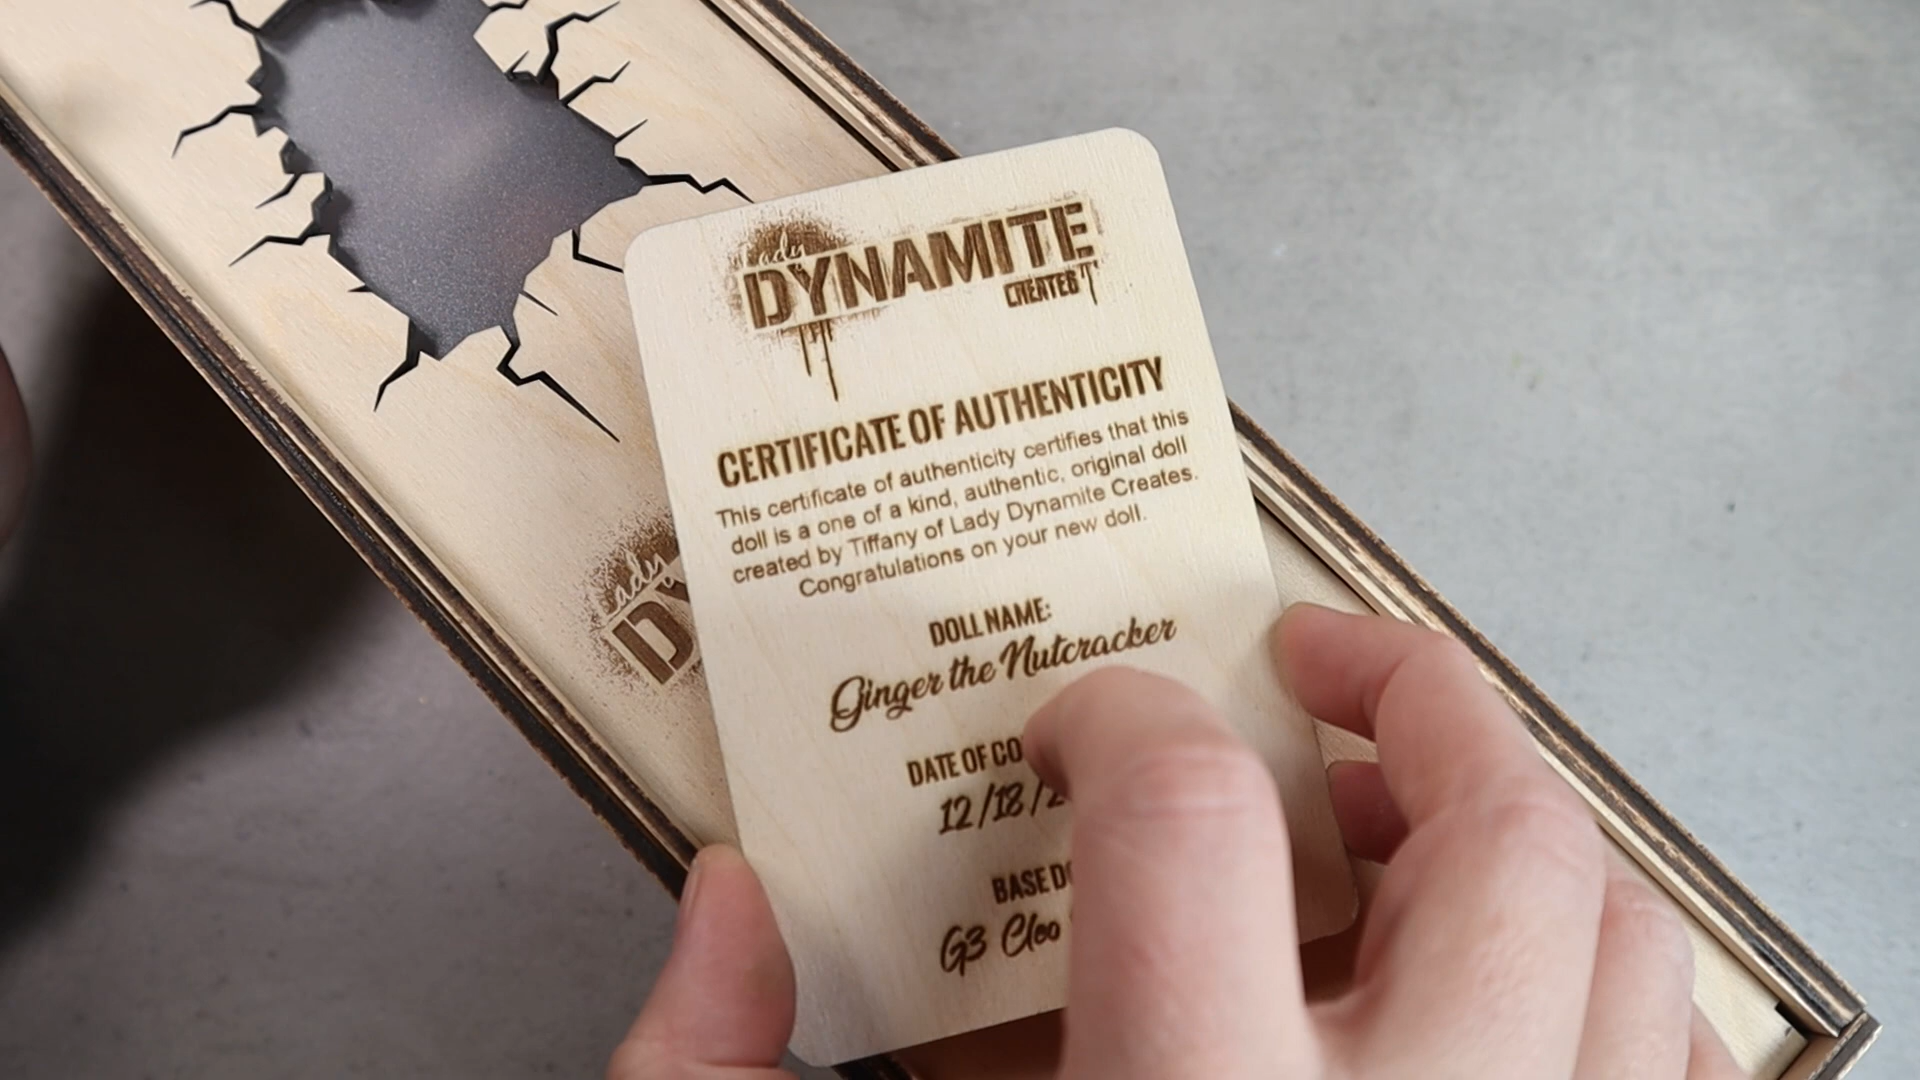 Lady
DYNAMITE
CREATES
CERTIFICATE OF AUTHENTICITY
This certificate of authenticity certifies that this
doll is a one of a kind, authentic, original doll
created by Tiffany of Lady Dynamite Creates.
Congratulations on your new doll.
DOLL NAME:
Ginger the Nutcracker
DATE OF CO
12/18/2
BASE DO
G3 Cleo
Lady
DY